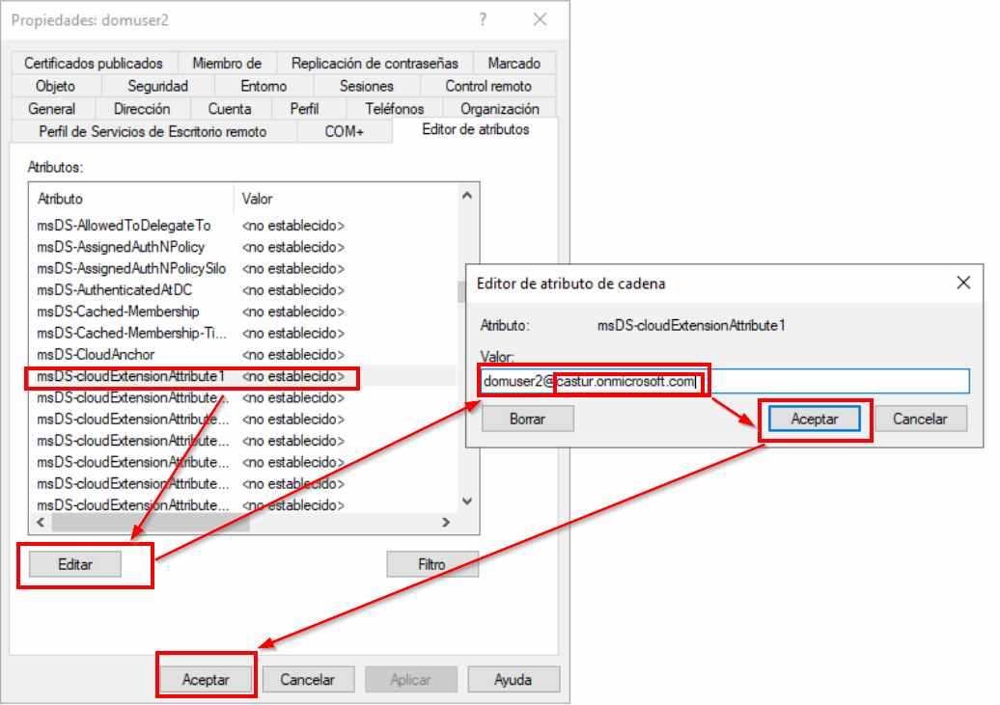 Propiedades: domuser2
?
Certificados publicados Miembro de Replicación de contraseñas Marcado
Objeto Seguridad Entorno Sesiones Control remoto
General Dirección Cuenta Perfil Teléfonos Organización
Perfil de Servicios de Escritorio remoto COM+ Editor de atributos
Atributos:
Atributo Valor
msDS-AllowedToDelegateTo <no establecido>
msDS-AssignedAuthNPolicy <no establecido>
msDS-AssignedAuthNPolicySilo <no establecido>
msDS-AuthenticatedAtDC <no establecido>
msDS-Cached-Membership <no establecido>
msDS-Cached-Membership-Ti... <no establecido>
msDS-CloudAnchor <no establecido>
msDS-cloudExtensionAttribute1 <no establecido>
msDS-cloudExtensionAttribute... <no establecido>
msDS-cloudExtensionAttribute... <no establecido>
msDS-cloudExtensionAttribute... <no establecido>
msDS-cloudExtensionAttribute... <no establecido>
msDS-cloudExtensionAttribute... <no establecido>
msDS-cloudExtensionAttribute... <no establecido>
Editar Filtro
Aceptar Cancelar Aplicar Ayuda
Editor de atributo de cadena
Atributo: msDS-cloudExtensionAttribute1
Valor:
domuser2@castur.onmicrosoft.com
Borrar Aceptar Cancelar